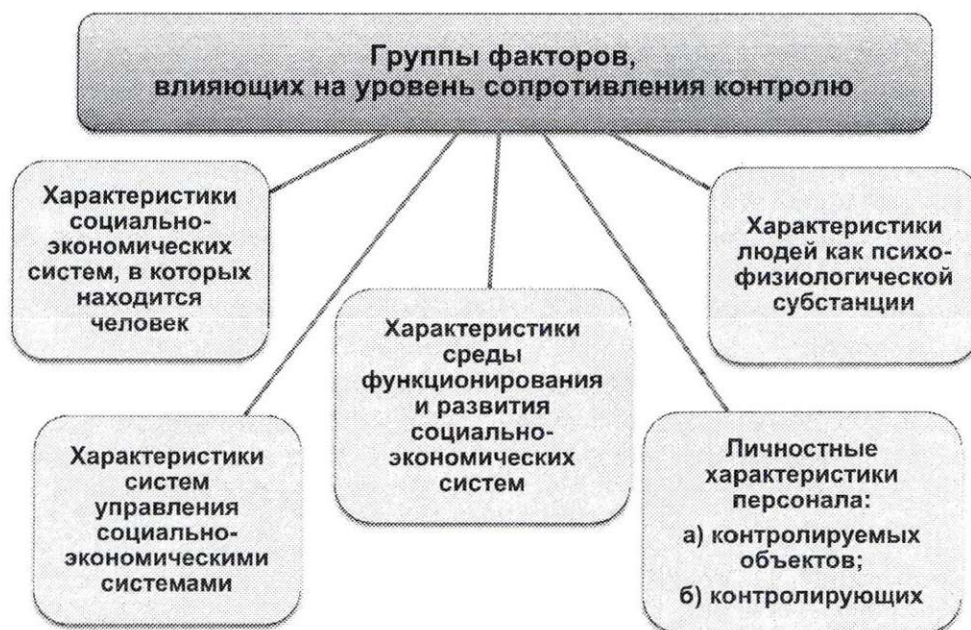 Группы факторов,
влияющих на уровень сопротивления контролю
Характеристики
социально-
экономических
систем, в которых
находится
человек
Характеристики
систем
управления
социально-
экономическими
системами
Характеристики
среды
функционирования
и развития
социально-
экономических
систем
Личностные
характеристики
персонала:
а) контролируемых
объектов;
б) контролирующих
Характеристики
людей как психо-
физиологической
субстанции